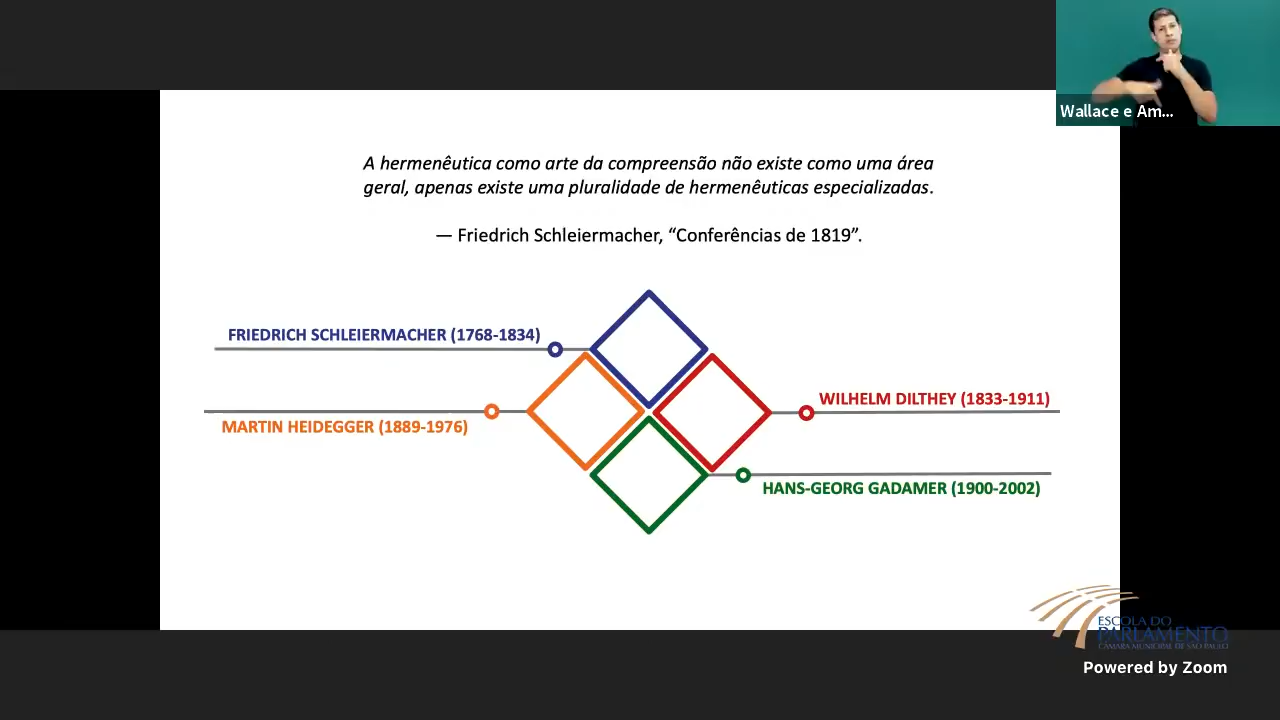 Wallace e Am...
A hermenêutica como arte da compreensão não existe como uma área
geral, apenas existe uma pluralidade de hermenêuticas especializadas.
— Friedrich Schleiermacher, “Conferências de 1819”.
FRIEDRICH SCHLEIERMACHER (1768-1834)
WILHELM DILTHEY (1833-1911)
MARTIN HEIDEGGER (1889-1976)
HANS-GEORG GADAMER (1900-2002)
ESCOLA DO
PARLAMENTO
CÂMARA MUNICIPAL DE SÃO PAULO
Powered by Zoom